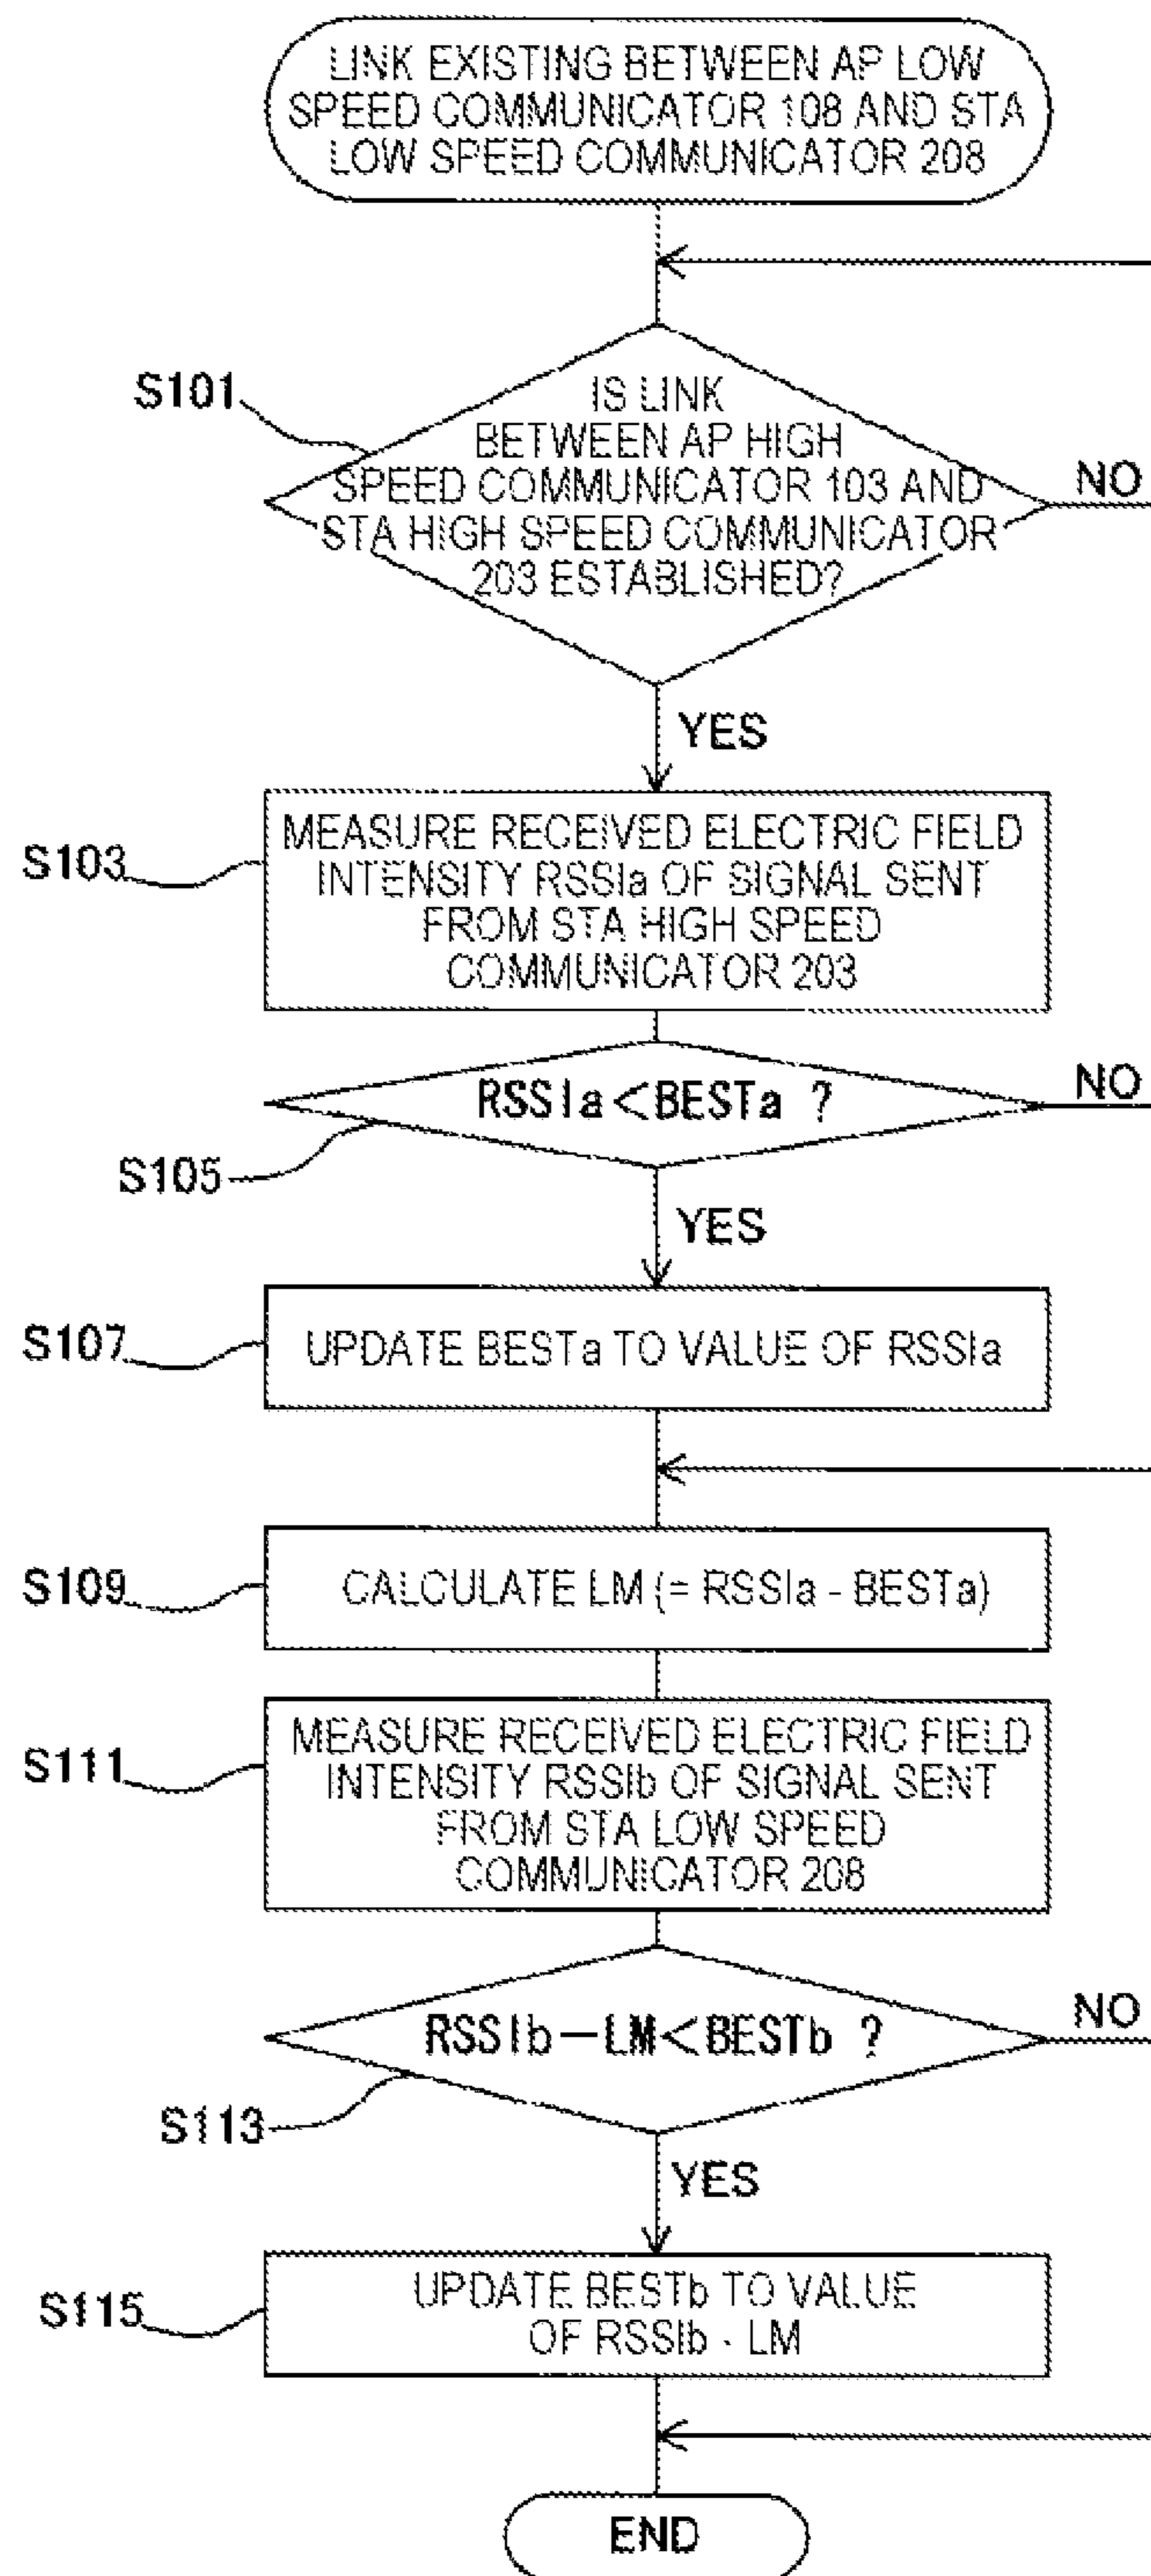 LINK EXISTING BETWEEN AP LOW
SPEED COMMUNICATOR 108 AND STA
LOW SPEED COMMUNICATOR 208
S101
IS LINK
BETWEEN AP HIGH
SPEED COMMUNICATOR 103 AND
STA HIGH SPEED COMMUNICATOR
203 ESTABLISHED?
NO
YES
S103
MEASURE RECEIVED ELECTRIC FIELD
INTENSITY RSSIa OF SIGNAL SENT
FROM STA HIGH SPEED
COMMUNICATOR 203
RSSIa<BESTa ?
NO
S105
YES
S107
UPDATE BESTa TO VALUE OF RSSIa
S109
CALCULATE LM (= RSSIa - BESTa)
S111
MEASURE RECEIVED ELECTRIC FIELD
INTENSITY RSSIb OF SIGNAL SENT
FROM STA LOW SPEED
COMMUNICATOR 208
RSSIb-LM<BESTb ?
NO
S113
YES
S115
UPDATE BESTb TO VALUE
OF RSSIb - LM
END